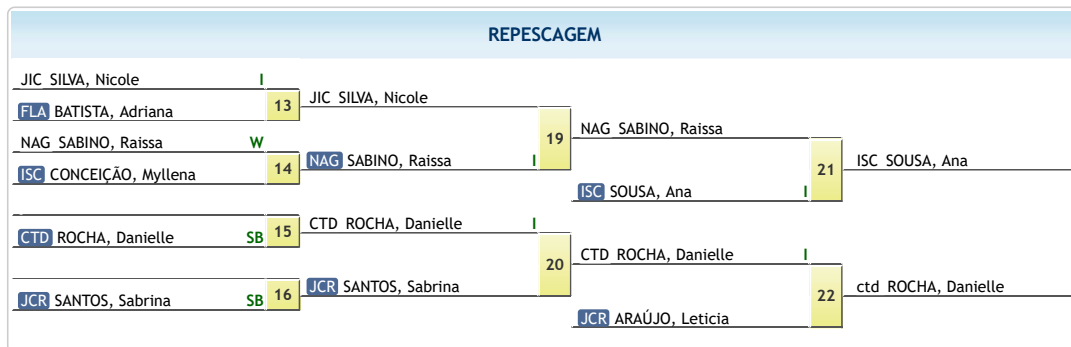 REPESCAGEM
JIC SILVA, Nicole I
FLA BATISTA, Adriana
13
JIC SILVA, Nicole
NAG SABINO, Raissa W
ISC CONCEIÇÃO, Myllena
14
NAG SABINO, Raissa I
19
NAG SABINO, Raissa
ISC SOUSA, Ana I
21
ISC SOUSA, Ana
CTD ROCHA, Danielle SB
15
CTD ROCHA, Danielle I
JCR SANTOS, Sabrina SB
16
JCR SANTOS, Sabrina
20
CTD ROCHA, Danielle I
JCR ARAÚJO, Leticia
22
ctd ROCHA, Danielle